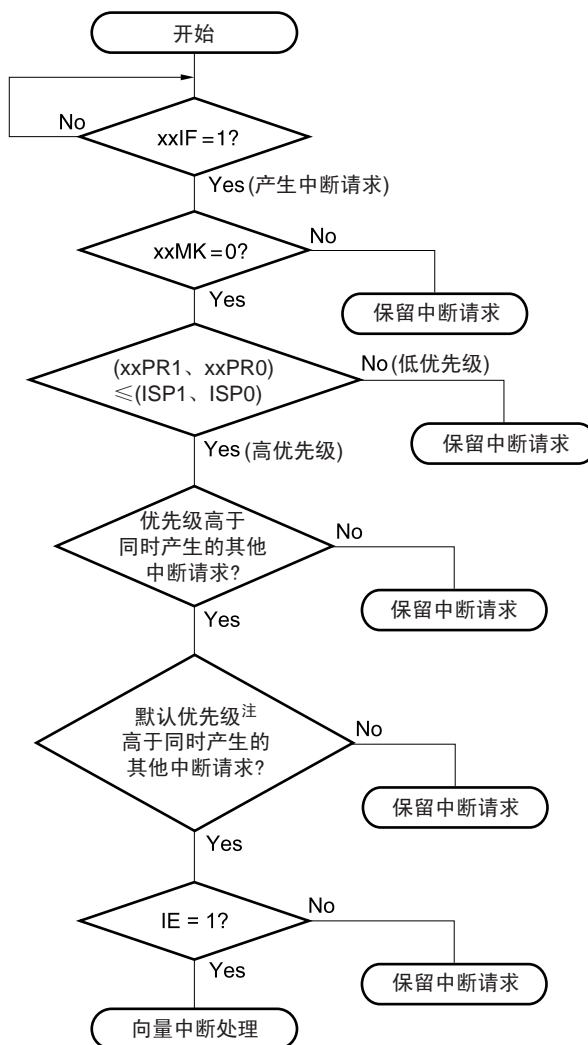 开始
No
xxIF=1?
Yes(产生中断请求)
xxMK=0?
No
Yes
保留中断请求
(xxPR1、xxPR0)
≤(ISP1、ISP0)
No(低优先级)
保留中断请求
Yes(高优先级)
优先级高于
同时产生的其他
中断请求?
No
保留中断请求
Yes
默认优先级注
高于同时产生的
其他中断请求?
No
保留中断请求
Yes
IE = 1?
No
保留中断请求
Yes
向量中断处理